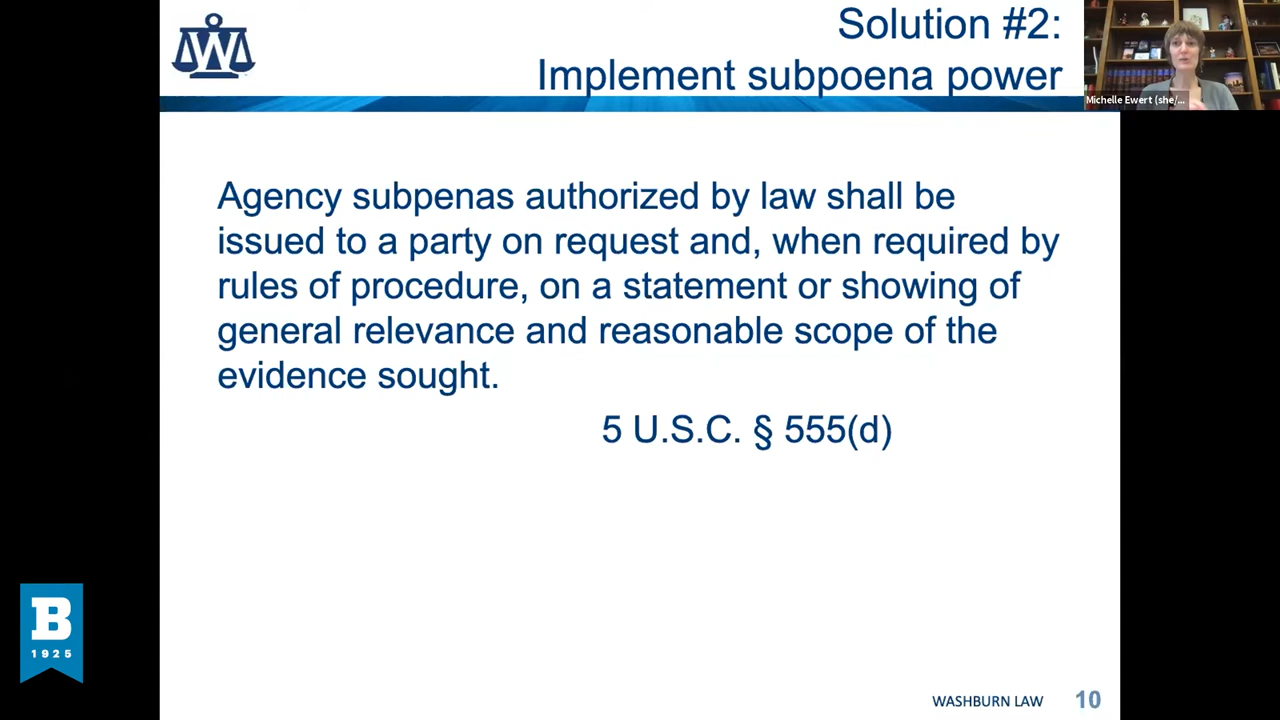 Solution #2:
Implement subpoena power
Michelle Ewert (she/...
Agency subpenas authorized by law shall be
issued to a party on request and, when required by
rules of procedure, on a statement or showing of
general relevance and reasonable scope of the
evidence sought.
5 U.S.C. § 555(d)
W
B
1925
WASHBURN LAW
10